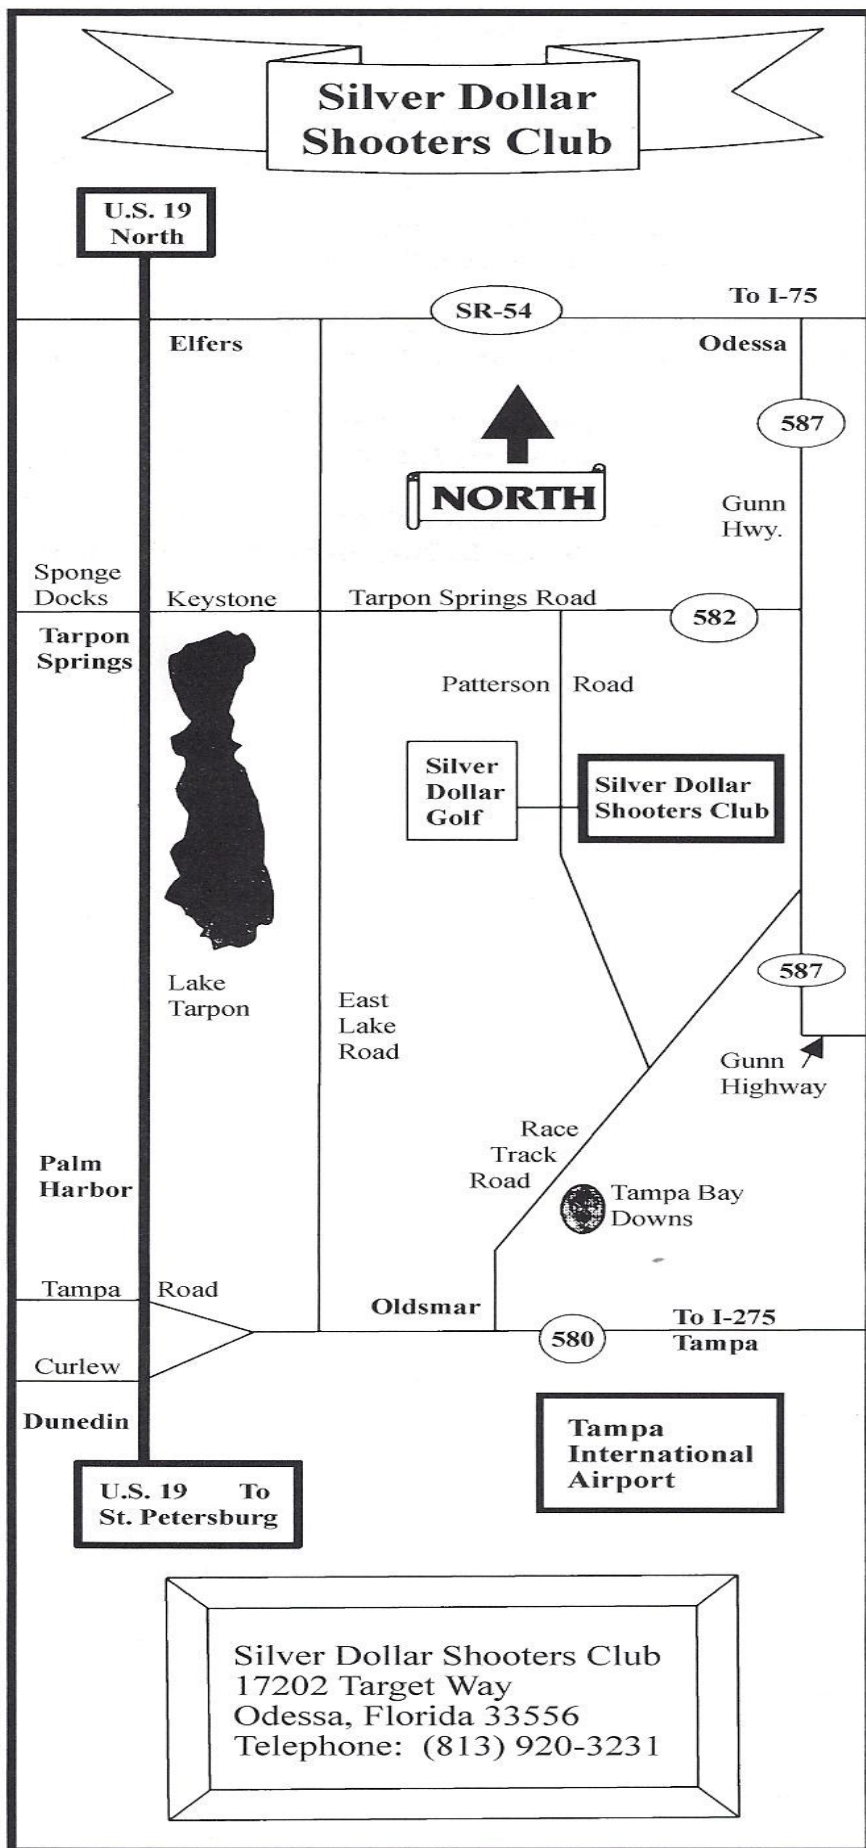 Silver Dollar
Shooters Club
U.S. 19
North
To I-75
SR-54
Elfers
Odessa
587
NORTH
Gunn
Hwy.
Sponge
Docks
Keystone
Tarpon Springs Road
582
Tarpon
Springs
Patterson Road
Silver
Dollar
Golf
Silver Dollar
Shooters Club
Lake
Tarpon
East
Lake
Road
587
Gunn
Highway
Race
Track
Road
Palm
Harbor
Tampa Bay
Downs
Tampa Road
Oldsmar
To I-275
Tampa
580
Curlew
Dunedin
Tampa
International
Airport
U.S. 19 To
St. Petersburg
Silver Dollar Shooters Club
17202 Target Way
Odessa, Florida 33556
Telephone: (813) 920-3231